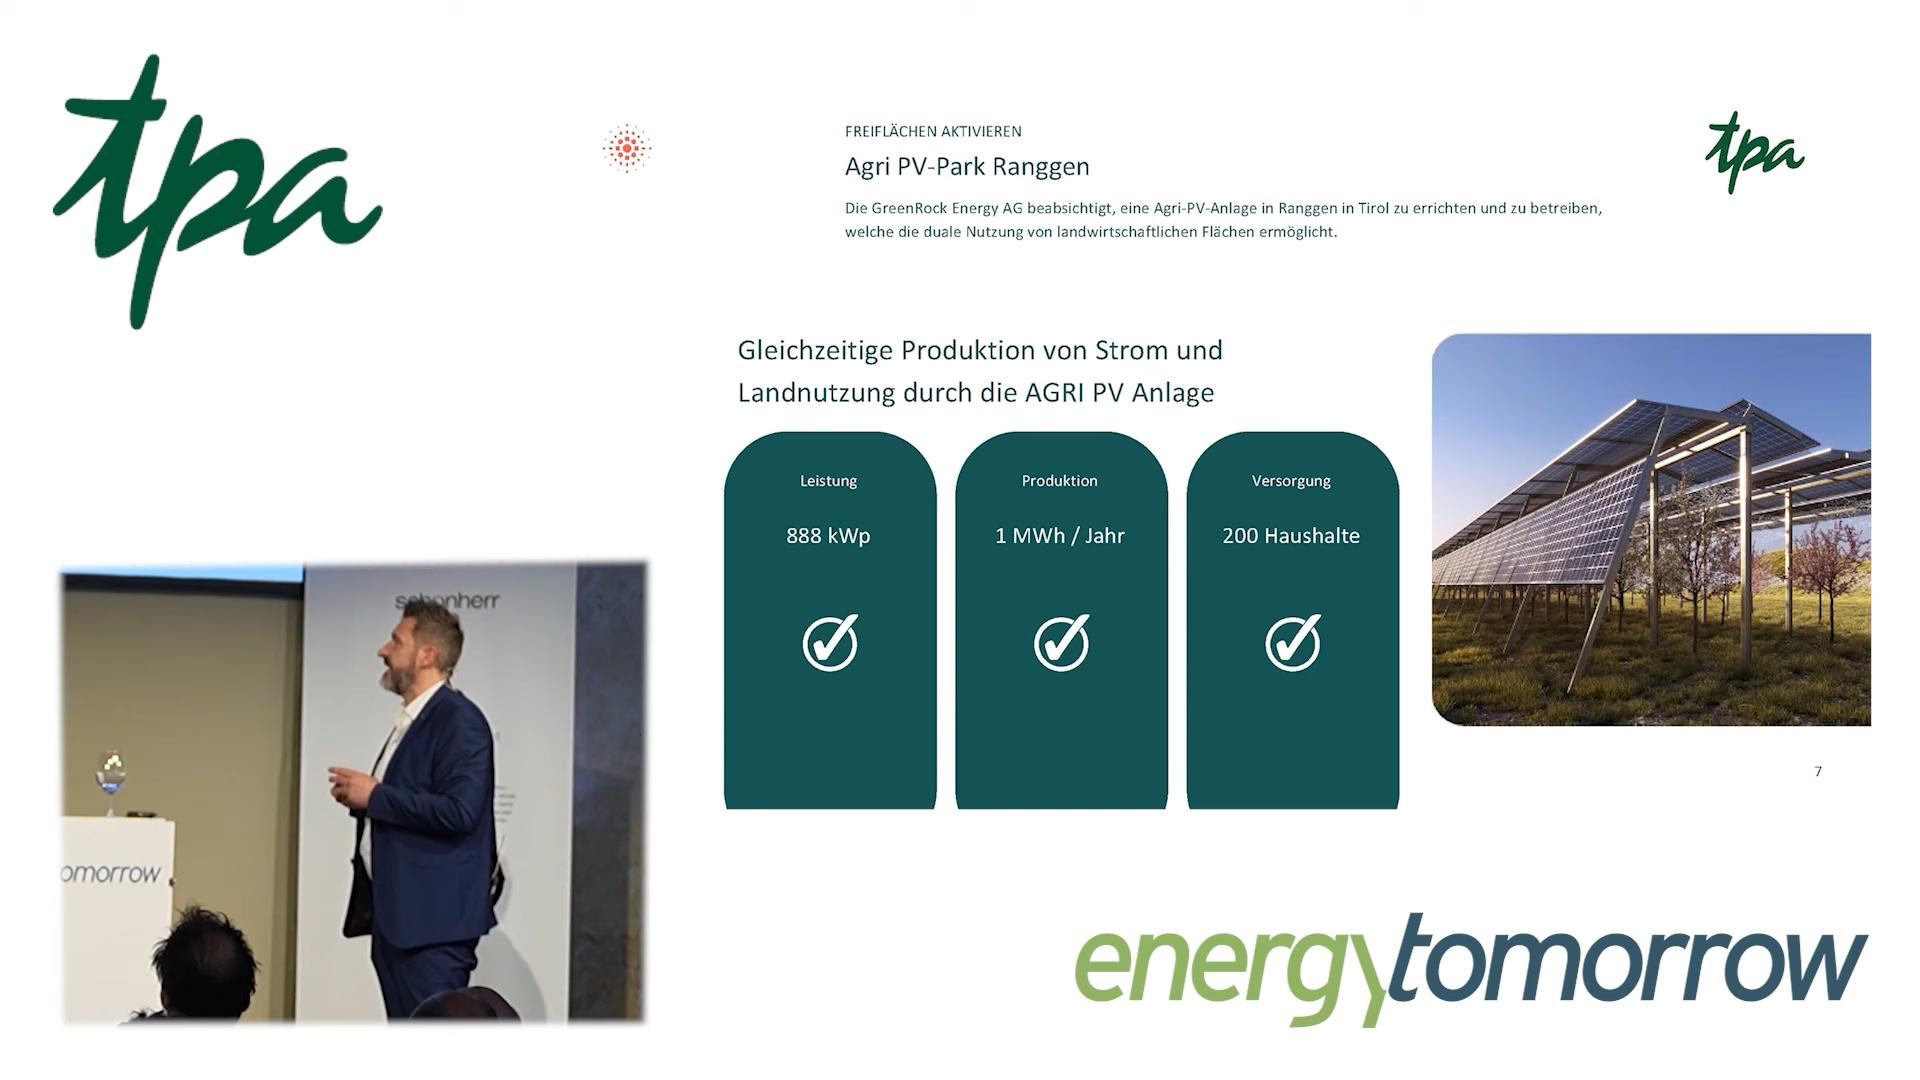 tpa
FREIFLÄCHEN AKTIVIEREN
Agri PV-Park Ranggen
tpa
Die GreenRock Energy AG beabsichtigt, eine Agri-PV-Anlage in Ranggen in Tirol zu errichten und zu betreiben,
welche die duale Nutzung von landwirtschaftlichen Flächen ermöglicht.
Gleichzeitige Produktion von Strom und
Landnutzung durch die AGRI PV Anlage
Leistung
888 kWp
Produktion
1 MWh / Jahr
Versorgung
200 Haushalte
7
schonherr
omorrow
energytomorrow